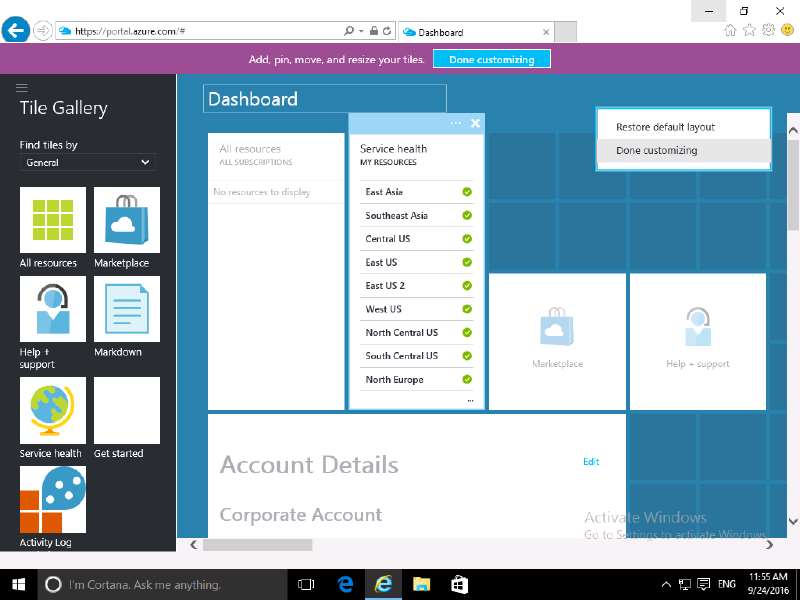 https://portal.azure.com/#
Dashboard
Add, pin, move, and resize your tiles.
Done customizing
Tile Gallery
Find tiles by
General
All resources
Marketplace
Help +
support
Markdown
Service health
Get started
Activity Log
Dashboard
Restore default layout
Done customizing
All resources
ALL SUBSCRIPTIONS
No resources to display
Service health
MY RESOURCES
East Asia
Southeast Asia
Central US
East US
East US 2
West US
North Central US
South Central US
North Europe
...
Marketplace
Help + support
Account Details
Edit
Corporate Account
Activate Windows
Go to Settings to activate Windows.
I'm Cortana. Ask me anything.
ENG
11:55 AM
9/24/2016